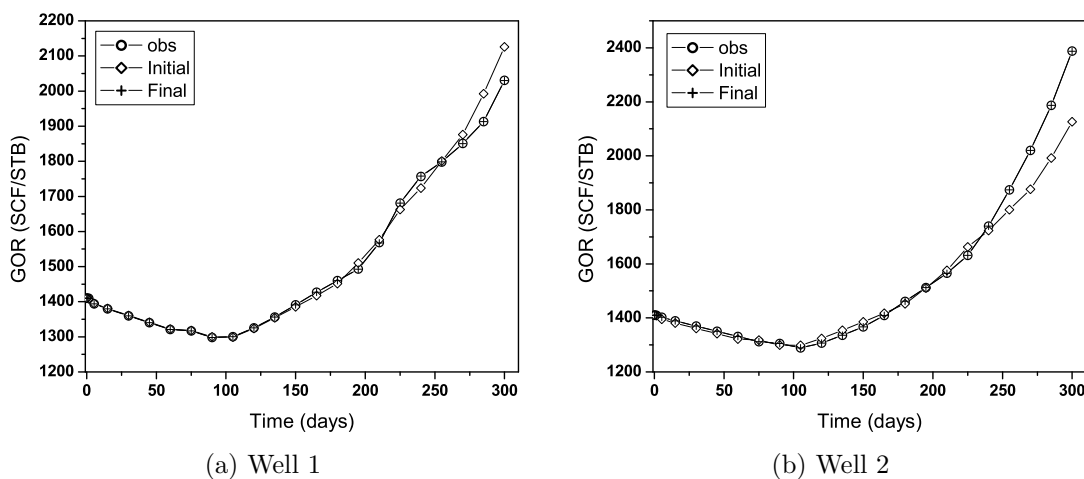 2200
2100
2000
1900
1800
1700
1600
1500
1400
1300
1200
GOR (SCF/STB)
obs
Initial
Final
0 50 100 150 200 250 300
Time (days)
(a) Well 1
2400
2200
2000
1800
1600
1400
1200
GOR (SCF/STB)
obs
Initial
Final
0 50 100 150 200 250 300
Time (days)
(b) Well 2